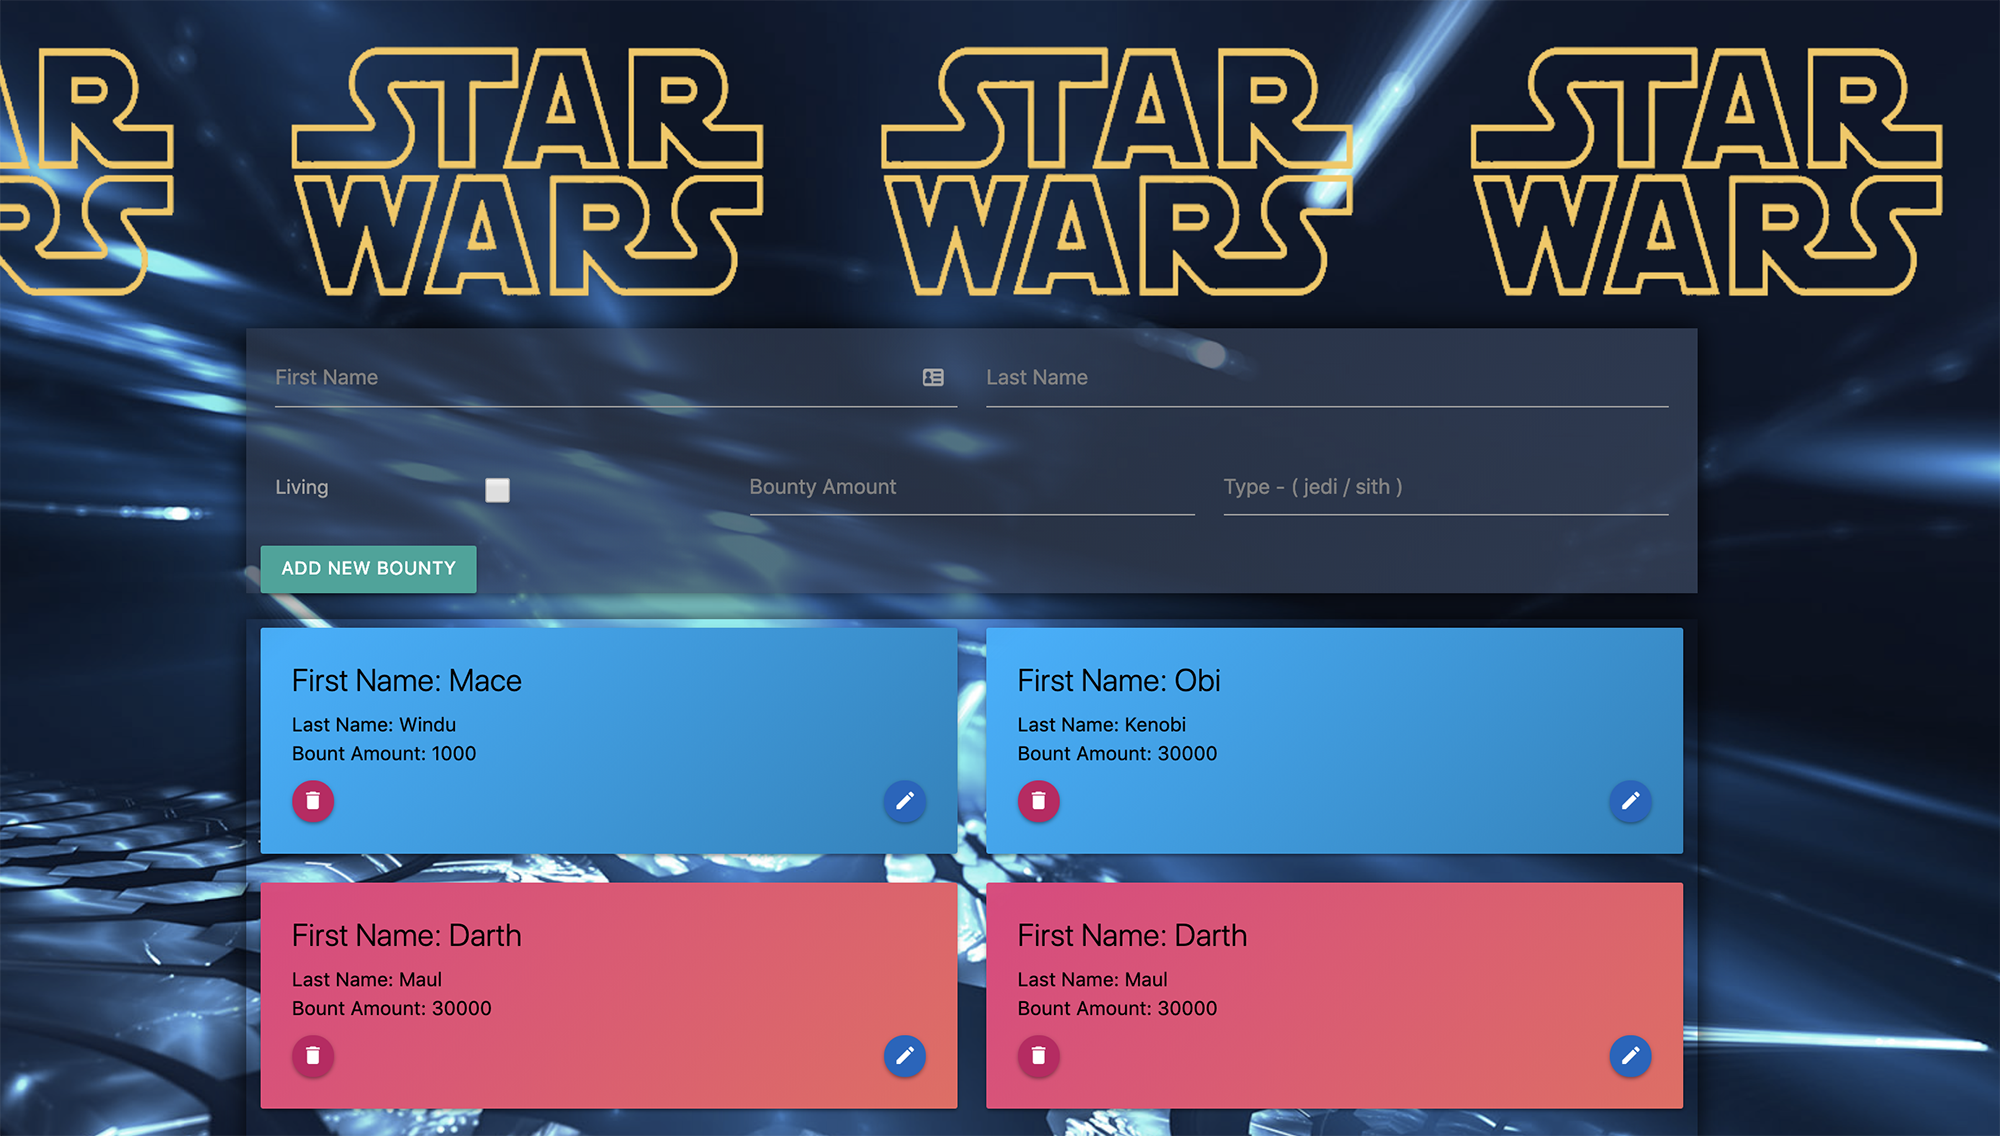 AR STAR STAR STAR
WARS WARS WARS
First Name Last Name
Living Bounty Amount Type - ( jedi / sith )
ADD NEW BOUNTY
First Name: Mace
Last Name: Windu
Bount Amount: 1000
First Name: Obi
Last Name: Kenobi
Bount Amount: 30000
First Name: Darth
Last Name: Maul
Bount Amount: 30000
First Name: Darth
Last Name: Maul
Bount Amount: 30000